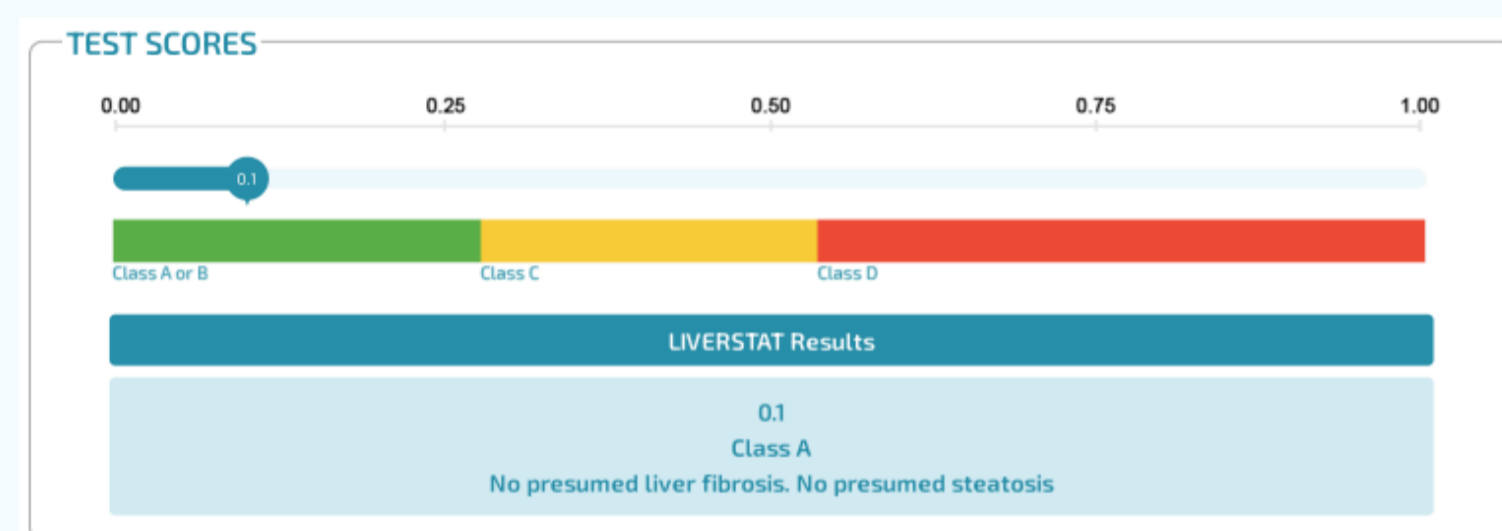 TEST SCORES
0.00 0.25 0.50 0.75 1.00
0.1
Class A or B Class C Class D
LIVERSTAT Results
0.1
Class A
No presumed liver fibrosis. No presumed steatosis